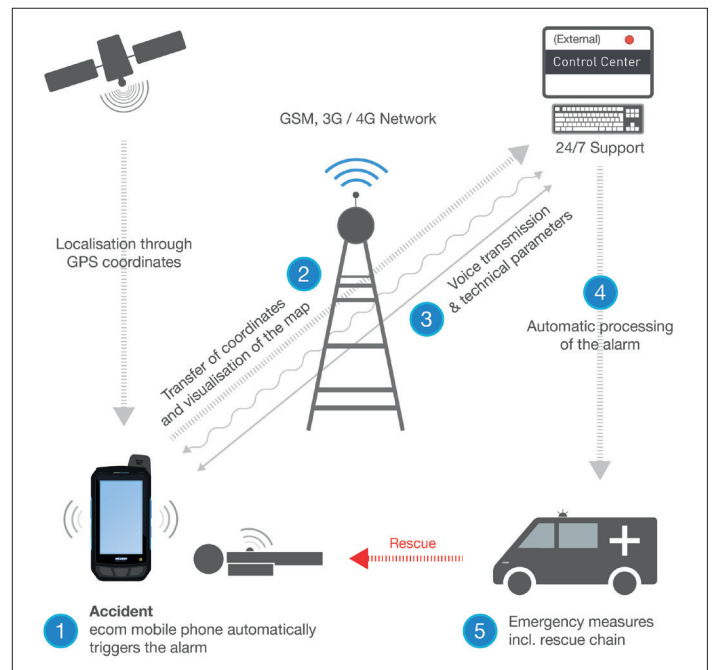 (External)
Control Center
24/7 Support
GSM, 3G / 4G Network
Localisation through
GPS coordinates
2
Transfer of coordinates
and visualisation of the map
3
Voice transmission
& technical parameters
4
Automatic processing
of the alarm
Rescue
1
Accident
ecom mobile phone automatically
triggers the alarm
5
Emergency measures
incl. rescue chain